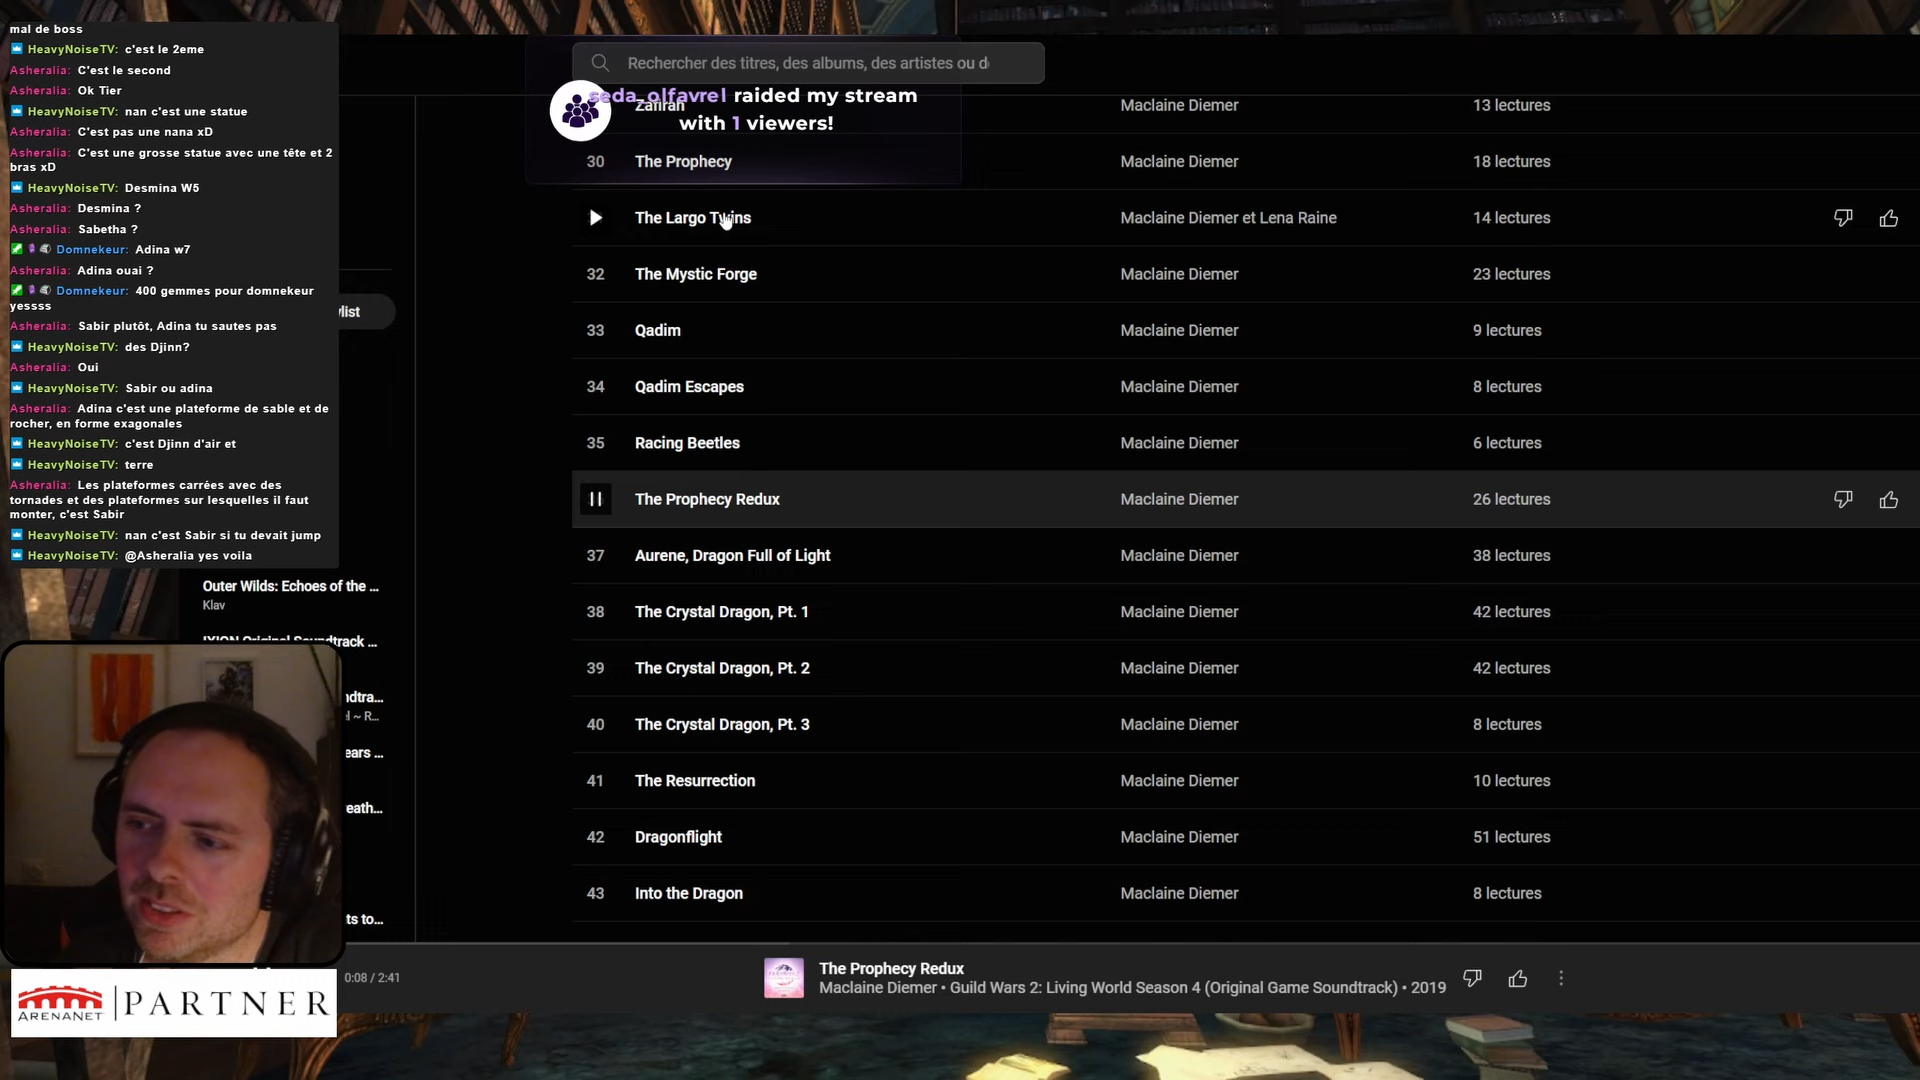 mal de boss
HeavyNoiseTV: c'est le 2eme
Asheralia: C'est le second
Asheralia: Ok Tier
HeavyNoiseTV: nan c'est une statue
Asheralia: C'est pas une nana xD
Asheralia: C'est une grosse statue avec une tête et 2
bras xD
HeavyNoiseTV: Desmina W5
Asheralia: Desmina ?
Asheralia: Sabetha ?
Domnekeur: Adina w7
Asheralia: Adina ouai ?
Domnekeur: 400 gemmes pour domnekeur
yessss
Asheralia: Sabir plutôt, Adina tu sautes pas
HeavyNoiseTV: des Djinn?
Asheralia: Oui
HeavyNoiseTV: Sabir ou adina
Asheralia: Adina c'est une plateforme de sable et de
rocher, en forme exagonales
HeavyNoiseTV: c'est Djinn d'air et
HeavyNoiseTV: terre
Asheralia: Les plateformes carrées avec des
tornades et des plateformes sur lesquelles il faut
monter, c'est Sabir
HeavyNoiseTV: nan c'est Sabir si tu devait jump
HeavyNoiseTV: @Asheralia yes voila
ylist
Outer Wilds: Echoes of the ...
Klav
IXION Original Soundtrack ...
ndtra...
l ~ R...
ears ...
eath...
ts to...
ARENANET | PARTNER
Rechercher des titres, des albums, des artistes ou d
seda_olfavrel raided my stream
with 1 viewers!
Zafirah Maclaine Diemer 13 lectures
30 The Prophecy Maclaine Diemer 18 lectures
The Largo Twins Maclaine Diemer et Lena Raine 14 lectures
32 The Mystic Forge Maclaine Diemer 23 lectures
33 Qadim Maclaine Diemer 9 lectures
34 Qadim Escapes Maclaine Diemer 8 lectures
35 Racing Beetles Maclaine Diemer 6 lectures
The Prophecy Redux Maclaine Diemer 26 lectures
37 Aurene, Dragon Full of Light Maclaine Diemer 38 lectures
38 The Crystal Dragon, Pt. 1 Maclaine Diemer 42 lectures
39 The Crystal Dragon, Pt. 2 Maclaine Diemer 42 lectures
40 The Crystal Dragon, Pt. 3 Maclaine Diemer 8 lectures
41 The Resurrection Maclaine Diemer 10 lectures
42 Dragonflight Maclaine Diemer 51 lectures
43 Into the Dragon Maclaine Diemer 8 lectures
0:08 / 2:41
The Prophecy Redux
Maclaine Diemer • Guild Wars 2: Living World Season 4 (Original Game Soundtrack) • 2019